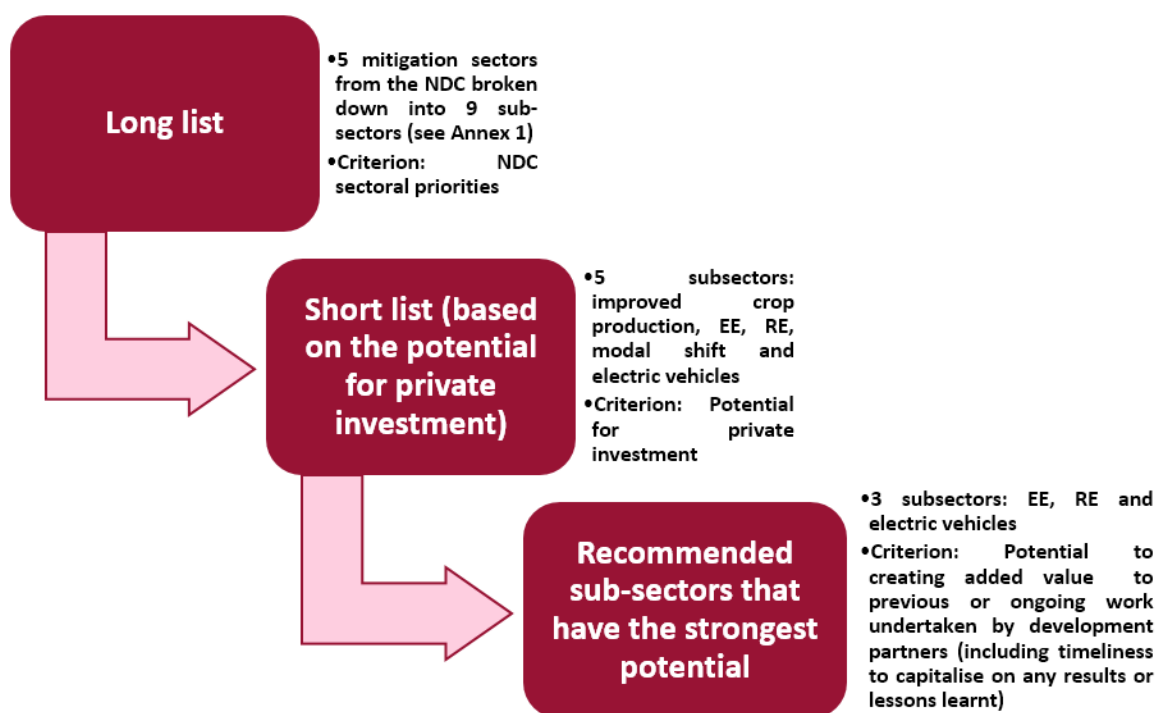 Long list
•5 mitigation sectors
from the NDC broken
down into 9 sub-
sectors (see Annex 1)
•Criterion: NDC
sectoral priorities
Short list (based
on the potential
for private
investment)
•5 subsectors:
improved crop
production, EE, RE,
modal shift and
electric vehicles
•Criterion: Potential
for private
investment
Recommended
sub-sectors that
have the strongest
potential
•3 subsectors: EE, RE and
electric vehicles
•Criterion: Potential to
creating added value to
previous or ongoing work
undertaken by development
partners (including timeliness
to capitalise on any results or
lessons learnt)